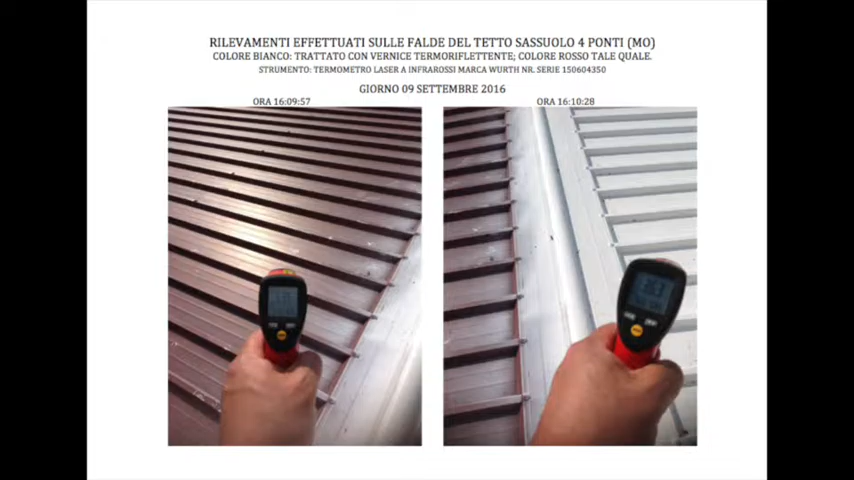 RILEVAMENTI EFFETTUATI SULLE FALDE DEL TETTO SASSUOLO 4 PONTI (MO)
COLORE BIANCO: TRATTATO CON VERNICE TERMORIFLETTENTE; COLORE ROSSO TALE QUALE.
STRUMENTO: TERMOMETRO LASER A INFRAROSSI MARCA WURTH NR. SERIE 150604350
GIORNO 09 SETTEMBRE 2016
ORA 16:09:57
ORA 16:10:28